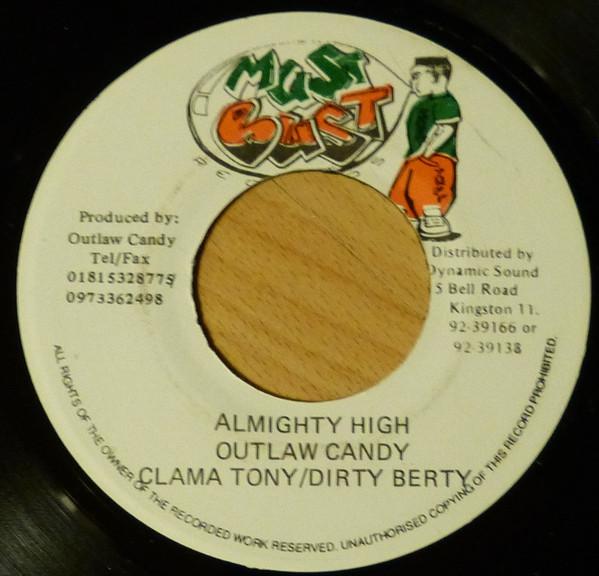 MUST
BUST
RECORDS
Produced by:
Outlaw Candy
Tel/Fax
01815328775
0973362498
Distributed by
Dynamic Sound
5 Bell Road
Kingston 11.
92-39166 or
92-39138
ALMIGHTY HIGH
OUTLAW CANDY
CLAMA TONY/DIRTY BERTY
ALL RIGHTS OF THE OWNER OF THE RECORDED WORK RESERVED. UNAUTHORISED COPYING OF THIS RECORD PROHIBITED.